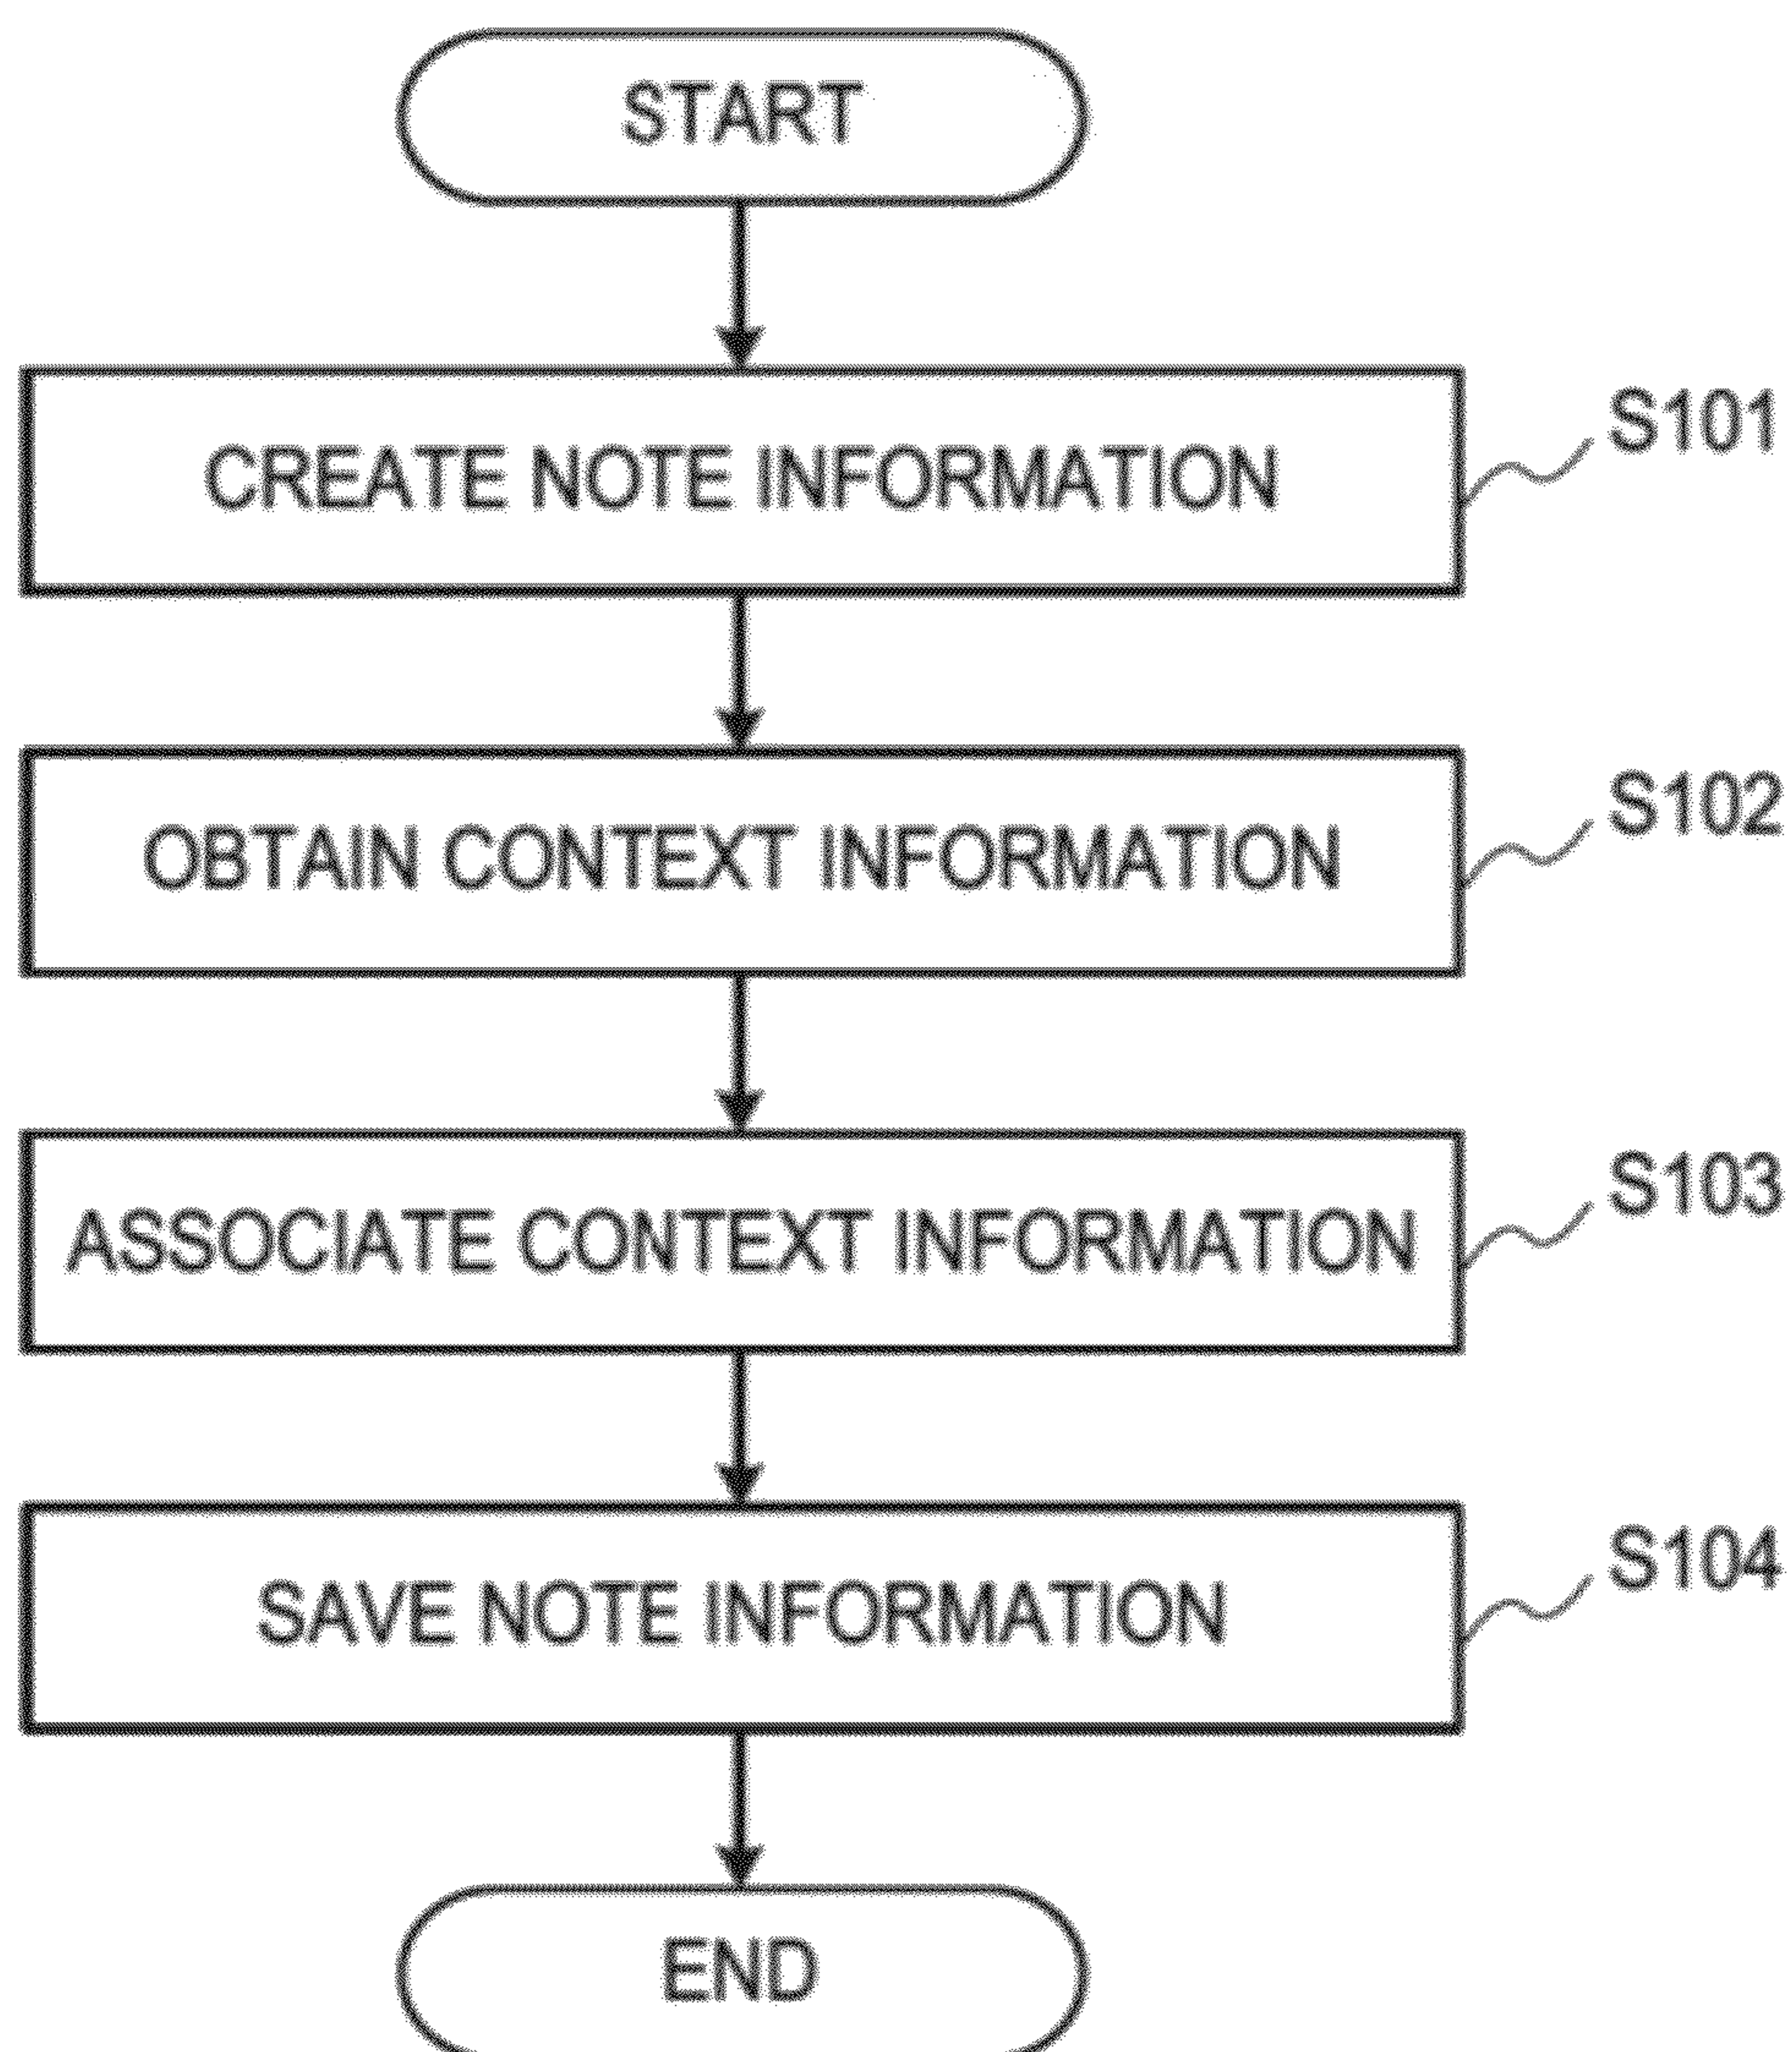 START
CREATE NOTE INFORMATION
S101
OBTAIN CONTEXT INFORMATION
S102
ASSOCIATE CONTEXT INFORMATION
S103
SAVE NOTE INFORMATION
S104
END